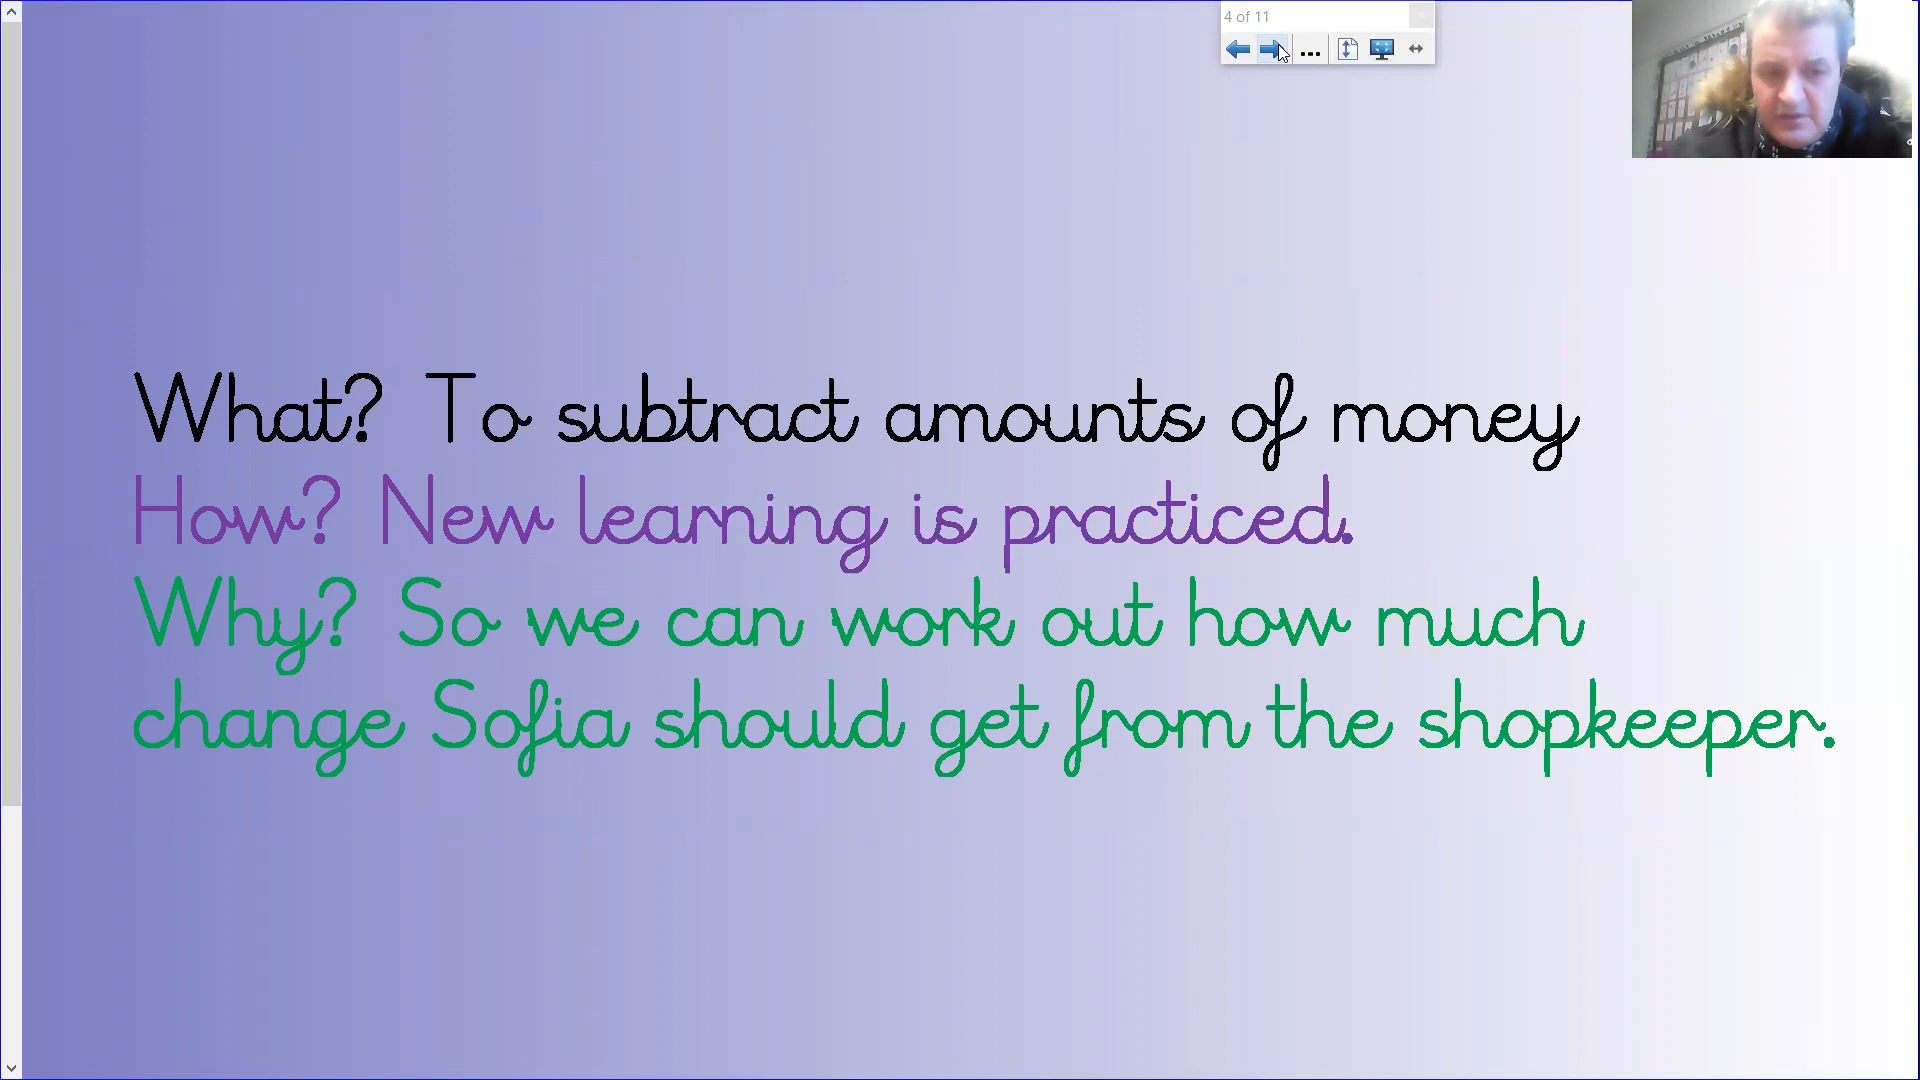 4 of 11
What? To subtract amounts of money
How? New learning is practiced.
Why? So we can work out how much
change Sofia should get from the shopkeeper.